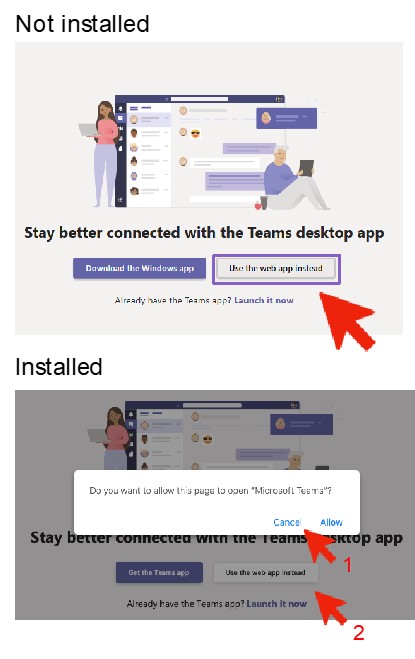 Not installed
Stay better connected with the Teams desktop app
Download the Windows app Use the web app instead
Already have the Teams app? Launch it now
Installed
Do you want to allow this page to open "Microsoft Teams"?
Cancel Allow
1
Stay better connected with the Teams desktop app
Get the Teams app Use the web app instead
Already have the Teams app? Launch it now
2